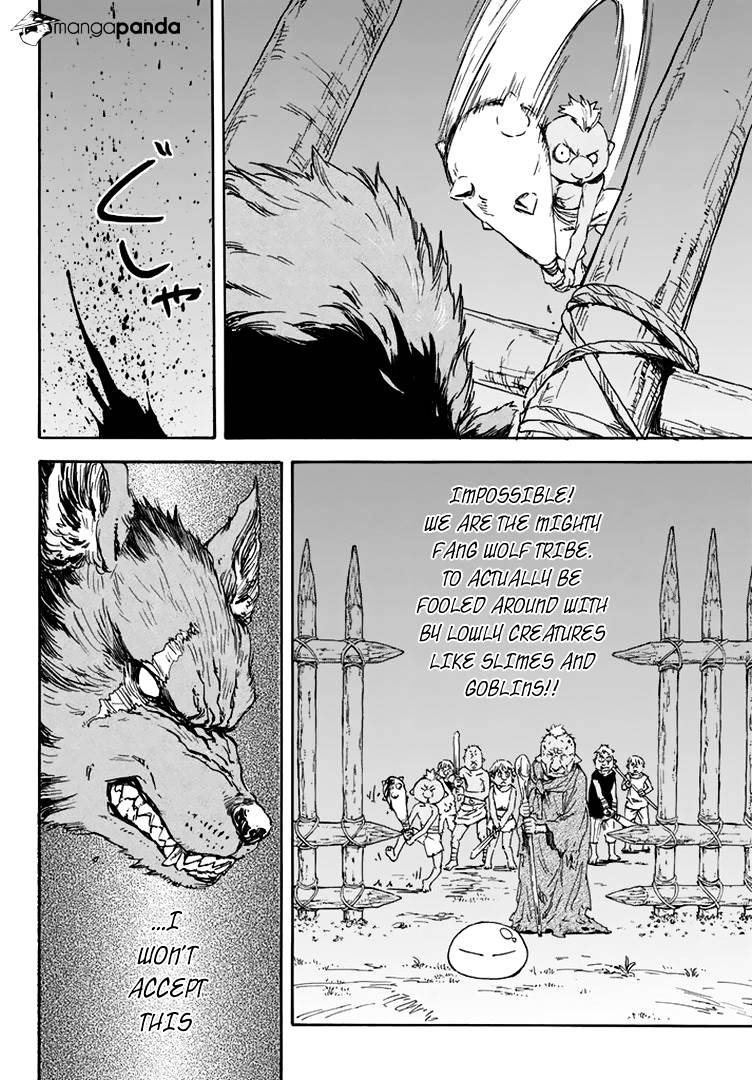 mangapanda
ぐしゃ
IMPOSSIBLE!
WE ARE THE MIGHTY
FANG WOLF TRIBE.
TO ACTUALLY BE
FOOLED AROUND WITH
BY LOWLY CREATURES
LIKE SLIMES AND
GOBLINS!!
...I
WON'T
ACCEPT
THIS